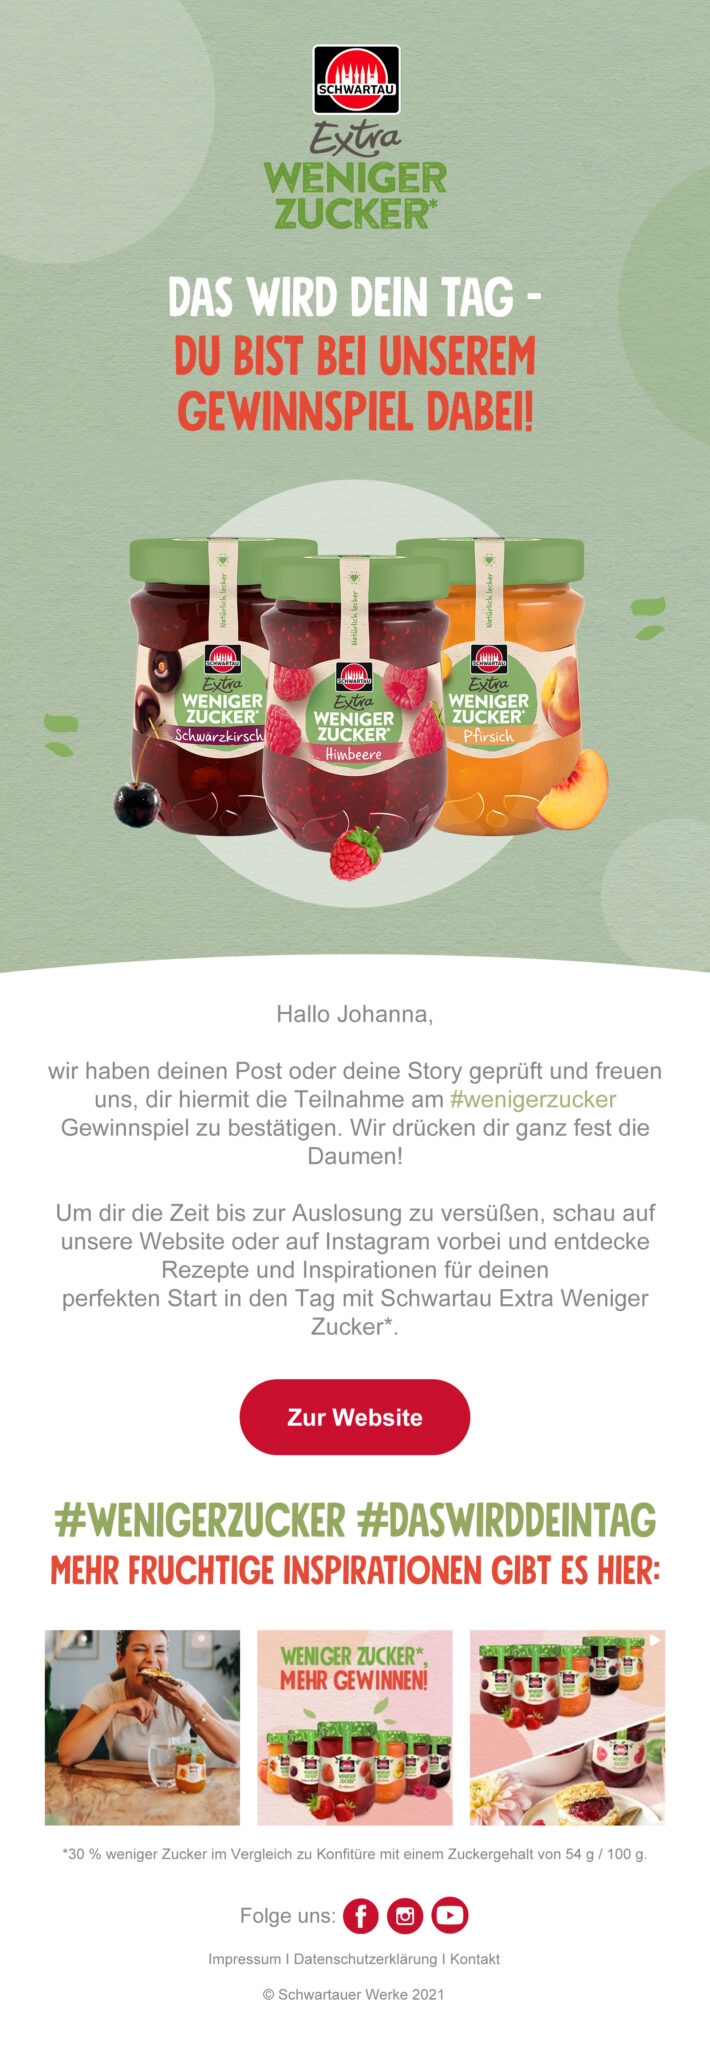 SCHWARTAU
Extra
WENIGER
ZUCKER*
DAS WIRD DEIN TAG -
DU BIST BEI UNSEREM
GEWINNSPIEL DABEI!
Natürlich lecker
Natürlich lecker
Natürlich lecker
SCHWARTAU
Extra
WENIGER
ZUCKER*
Schwarzkirsch
SCHWARTAU
Extra
WENIGER
ZUCKER*
Himbeere
SCHWARTAU
Extra
WENIGER
ZUCKER*
Pfirsich
Hallo Johanna,
wir haben deinen Post oder deine Story geprüft und freuen
uns, dir hiermit die Teilnahme am #wenigerzucker
Gewinnspiel zu bestätigen. Wir drücken dir ganz fest die
Daumen!
Um dir die Zeit bis zur Auslosung zu versüßen, schau auf
unsere Website oder auf Instagram vorbei und entdecke
Rezepte und Inspirationen für deinen
perfekten Start in den Tag mit Schwartau Extra Weniger
Zucker*.
Zur Website
#WENIGERZUCKER #DASWIRDDEINTAG
MEHR FRUCHTIGE INSPIRATIONEN GIBT ES HIER:
WENIGER ZUCKER*,
MEHR GEWINNEN!
WENIGER
ZUCKER*
*30 % weniger Zucker im Vergleich zu Konfitüre mit einem Zuckergehalt von 54 g / 100 g.
Folge uns:
Impressum I Datenschutzerklärung I Kontakt
© Schwartauer Werke 2021